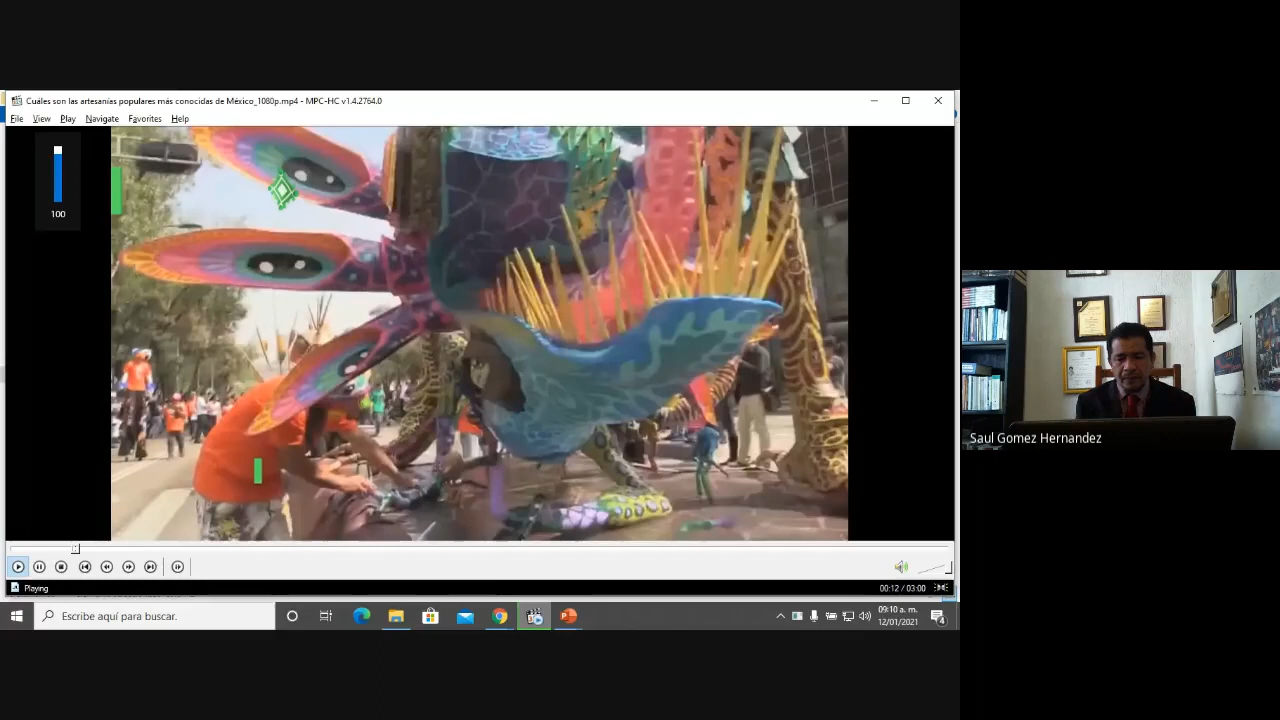 Cuáles son las artesanías populares más conocidas de México_1080p.mp4 - MPC-HC v1.4.2764.0
File View Play Navigate Favorites Help
100
Saul Gomez Hernandez
Playing
00:12 / 03:00
Escribe aquí para buscar.
09:10 a. m.
12/01/2021
4